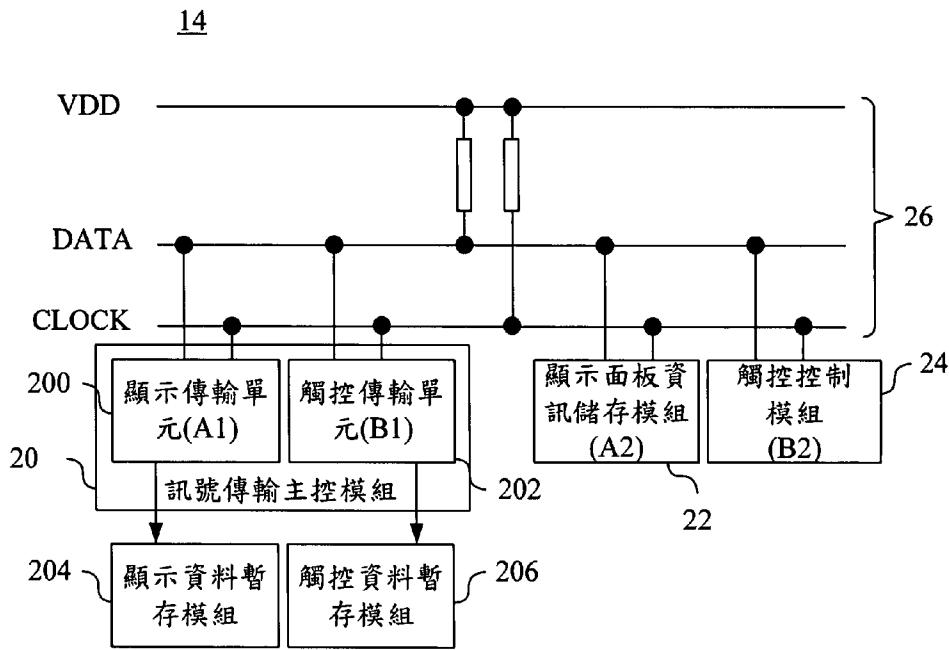 14
VDD
26
DATA
CLOCK
200
顯示傳輸單
元(A1)
觸控傳輸單
元(B1)
顯示面板資
訊儲存模組
(A2)
觸控控制
模組
(B2)
24
20
訊號傳輸主控模組
202
22
204
顯示資料暫
存模組
觸控資料暫
存模組
206